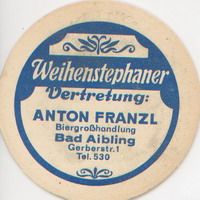 Weihenstephaner
Vertretung:
ANTON FRANZL
Biergroßhandlung
Bad Aibling
Gerberstr.1
Tel. 530